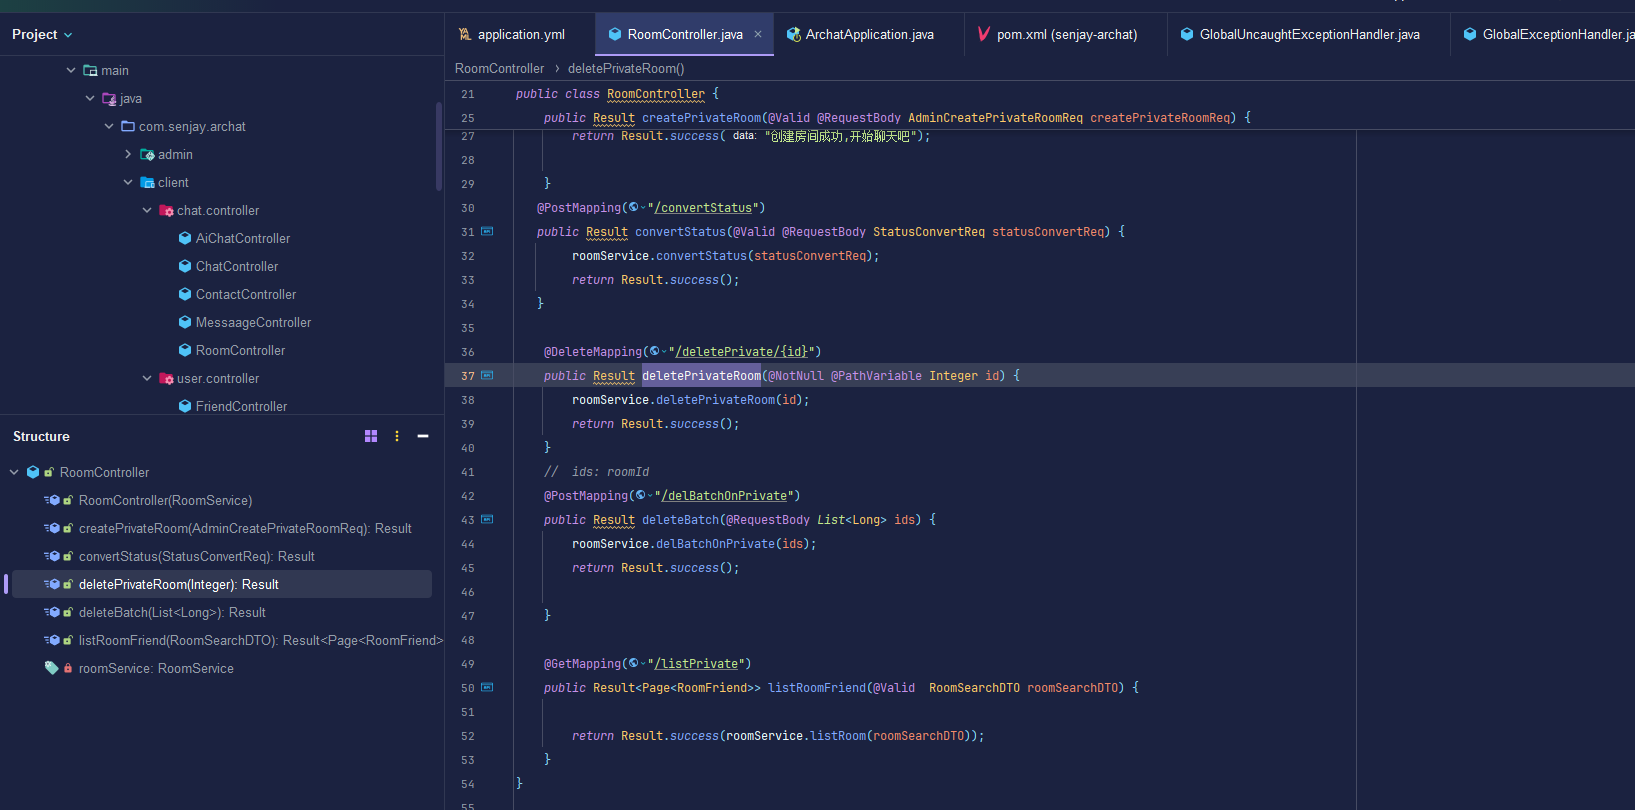 Project
application.yml
RoomController.java
ArchatApplication.java
pom.xml (senjay-archat)
GlobalUncaughtExceptionHandler.java
GlobalExceptionHandler.ja
main
java
com.senjay.archat
admin
client
chat.controller
AiChatController
ChatController
ContactController
MessaageController
RoomController
user.controller
FriendController
Structure
RoomController
RoomController(RoomService)
createPrivateRoom(AdminCreatePrivateRoomReq): Result
convertStatus(StatusConvertReq): Result
deletePrivateRoom(Integer): Result
deleteBatch(List<Long>): Result
listRoomFriend(RoomSearchDTO): Result<Page<RoomFriend>
roomService: RoomService
RoomController > deletePrivateRoom()
21 public class RoomController {
25 public Result createPrivateRoom(@Valid @RequestBody AdminCreatePrivateRoomReq createPrivateRoomReq) {
27 return Result.success( data: "创建房间成功,开始聊天吧");
28
29 }
30 @PostMapping("/convertStatus")
31 public Result convertStatus(@Valid @RequestBody StatusConvertReq statusConvertReq) {
32 roomService.convertStatus(statusConvertReq);
33 return Result.success();
34 }
35
36 @DeleteMapping("/deletePrivate/{id}")
37 public Result deletePrivateRoom(@NotNull @PathVariable Integer id) {
38 roomService.deletePrivateRoom(id);
39 return Result.success();
40 }
41 // ids: roomId
42 @PostMapping("/delBatchOnPrivate")
43 public Result deleteBatch(@RequestBody List<Long> ids) {
44 roomService.delBatchOnPrivate(ids);
45 return Result.success();
46
47 }
48
49 @GetMapping("/listPrivate")
50 public Result<Page<RoomFriend>> listRoomFriend(@Valid RoomSearchDTO roomSearchDTO) {
51
52 return Result.success(roomService.listRoom(roomSearchDTO));
53 }
54 }
55